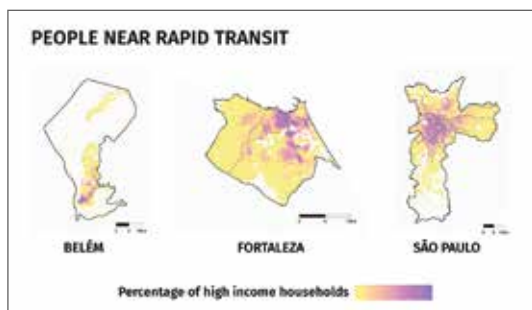 PEOPLE NEAR RAPID TRANSIT
BELÉM FORTALEZA SÃO PAULO
Percentage of high income households